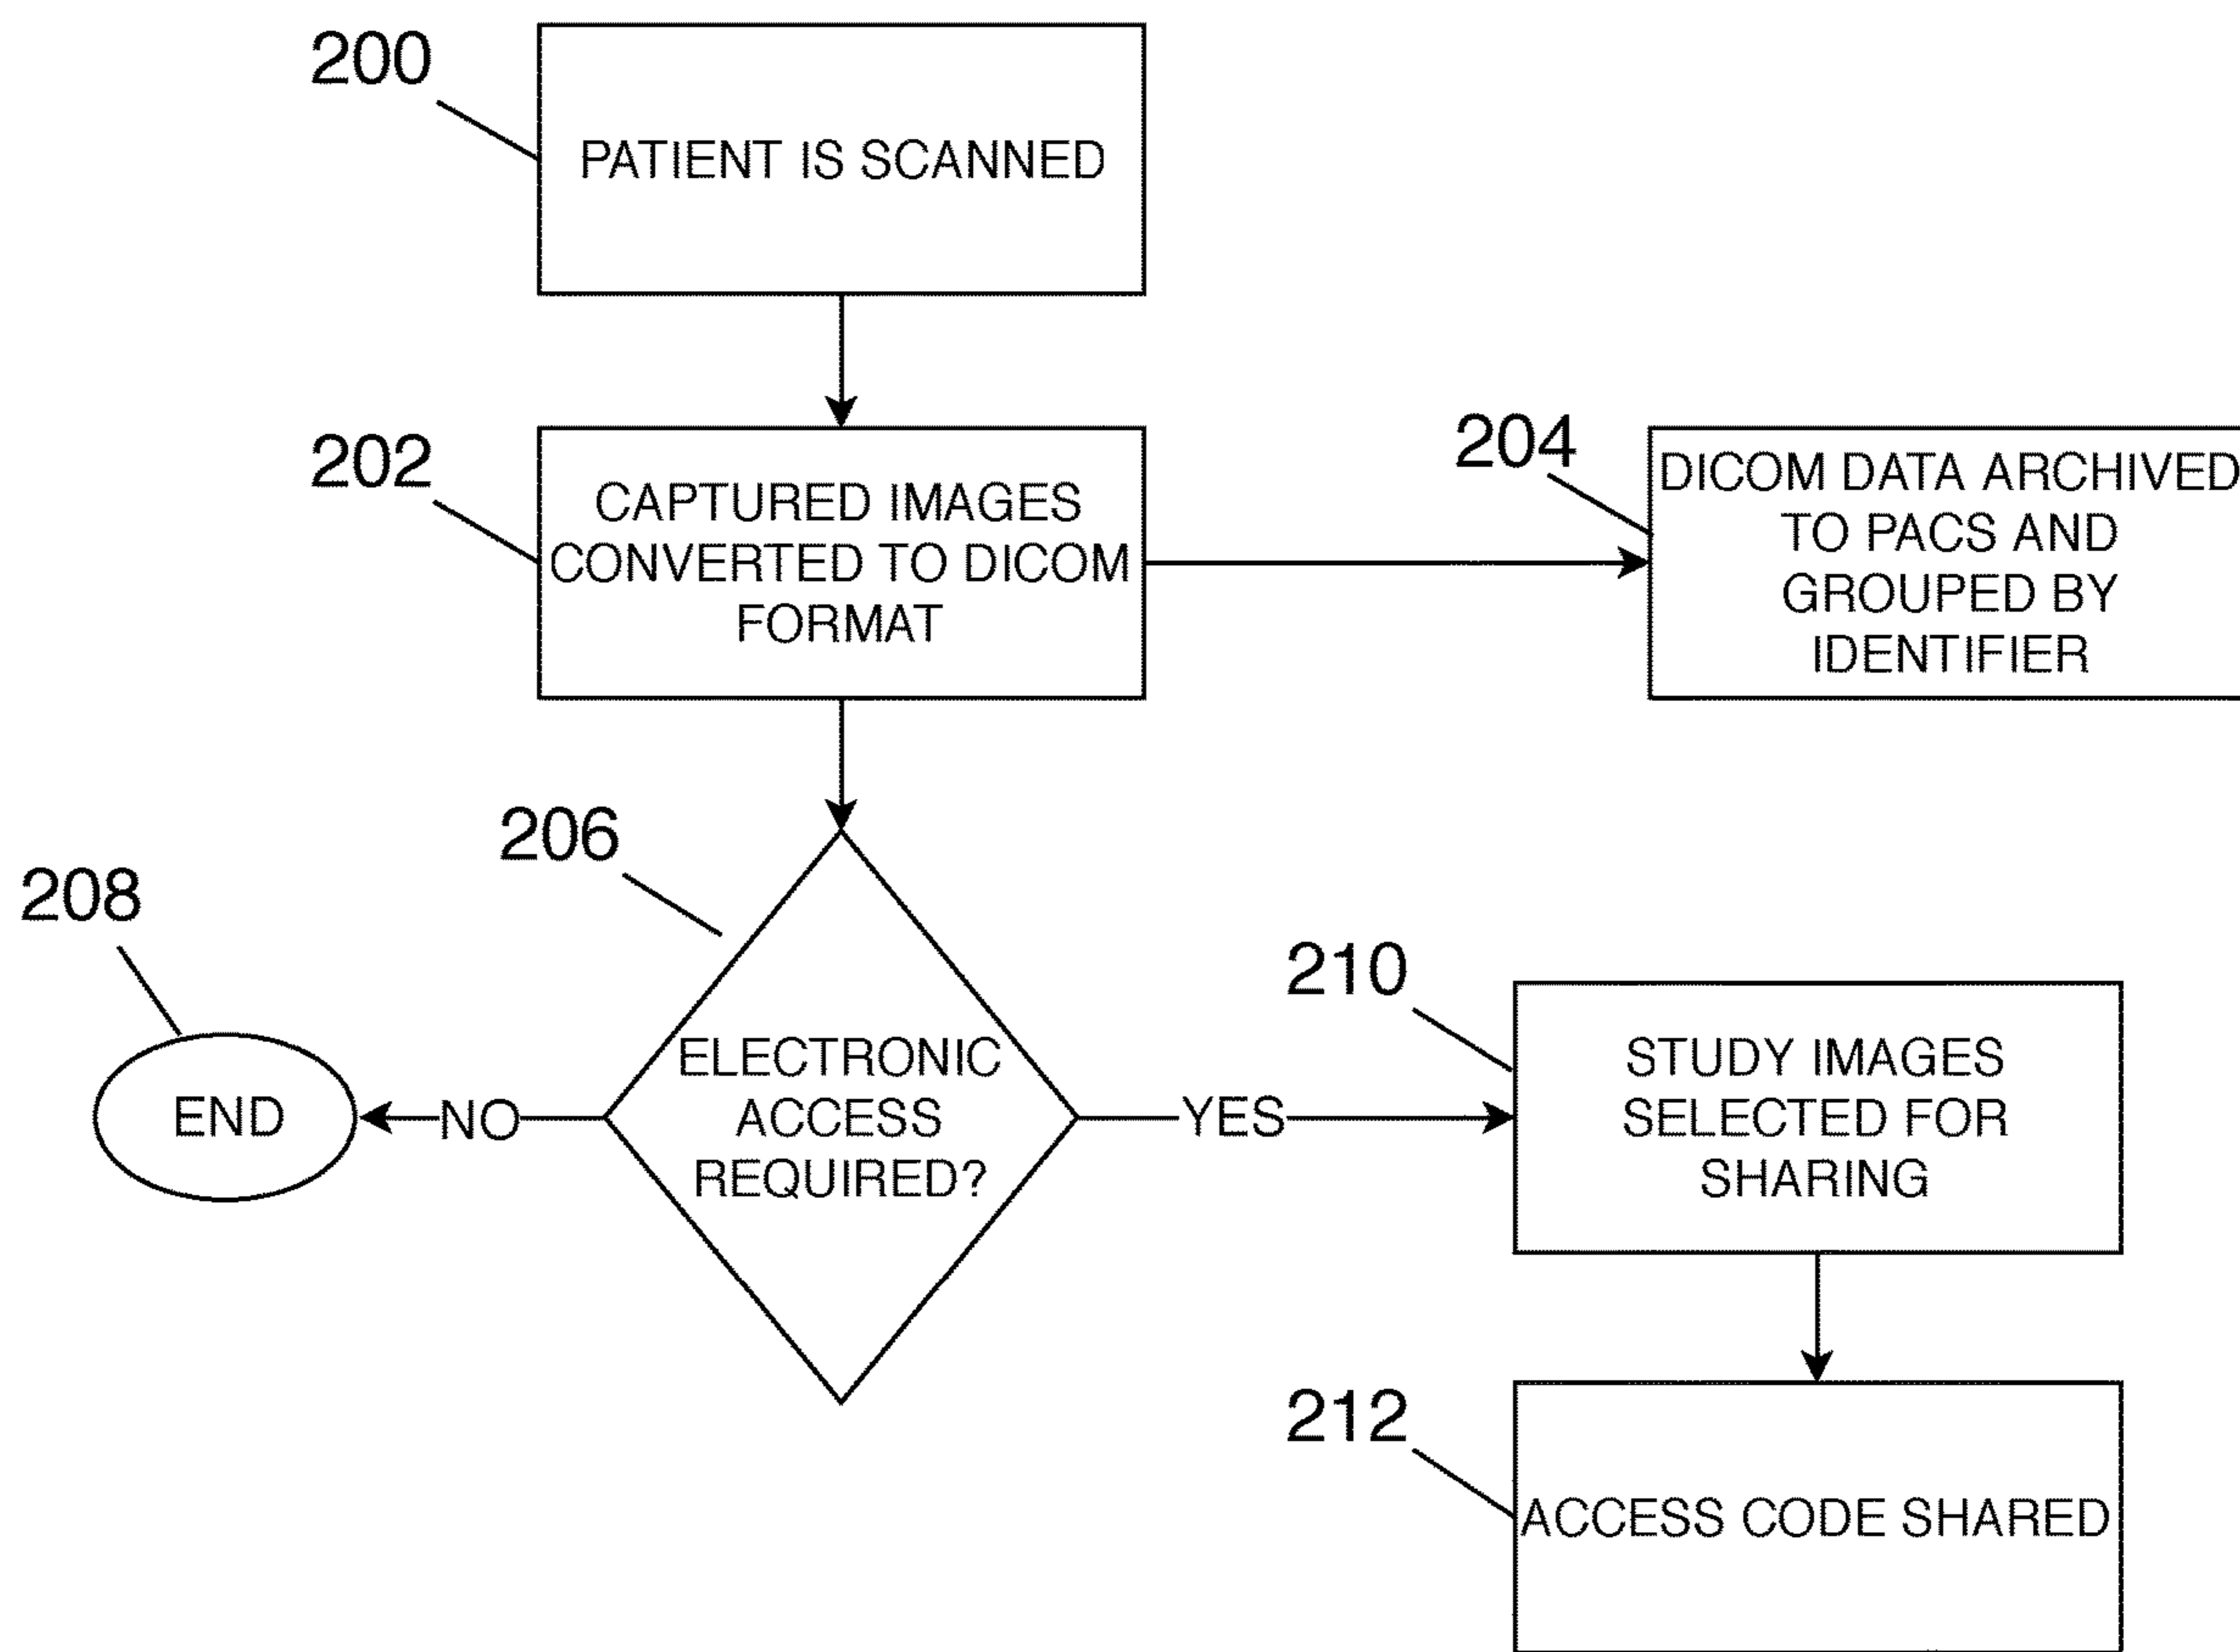 200
PATIENT IS SCANNED
202
CAPTURED IMAGES
CONVERTED TO DICOM
FORMAT
204
DICOM DATA ARCHIVED
TO PACS AND
GROUPED BY
IDENTIFIER
206
ELECTRONIC
ACCESS
REQUIRED?
208
END
NO
YES
210
STUDY IMAGES
SELECTED FOR
SHARING
212
ACCESS CODE SHARED